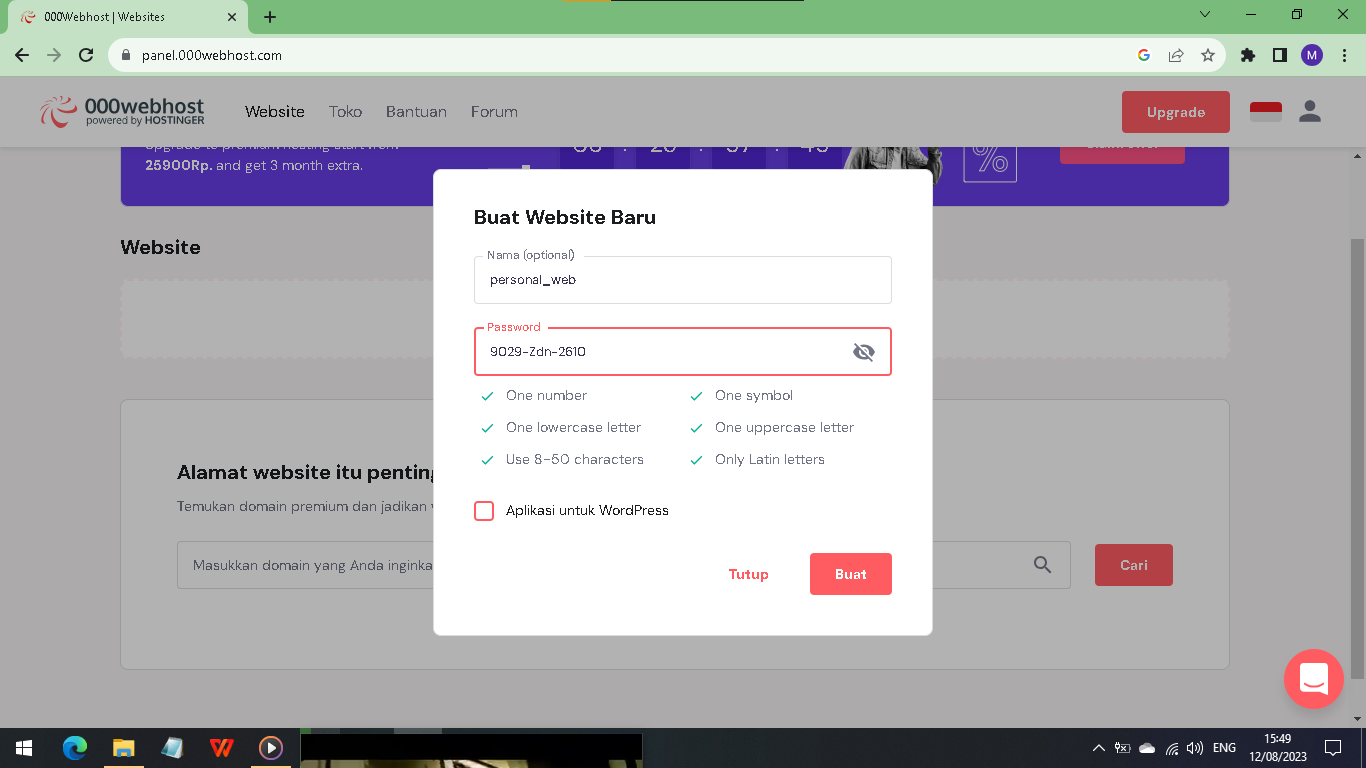 000Webhost | Websites
panel.000webhost.com
M
000webhost
powered by HOSTINGER
Website
Toko
Bantuan
Forum
Upgrade
25900Rp. and get 3 month extra.
%
Website
Buat Website Baru
Nama (optional)
personal_web
Password
9029-Zdn-2610
One number
One symbol
One lowercase letter
One uppercase letter
Use 8-50 characters
Only Latin letters
Aplikasi untuk WordPress
Tutup
Buat
Alamat website itu penting
Temukan domain premium dan jadikan
Masukkan domain yang Anda inginka
Cari
ENG
15:49
12/08/2023